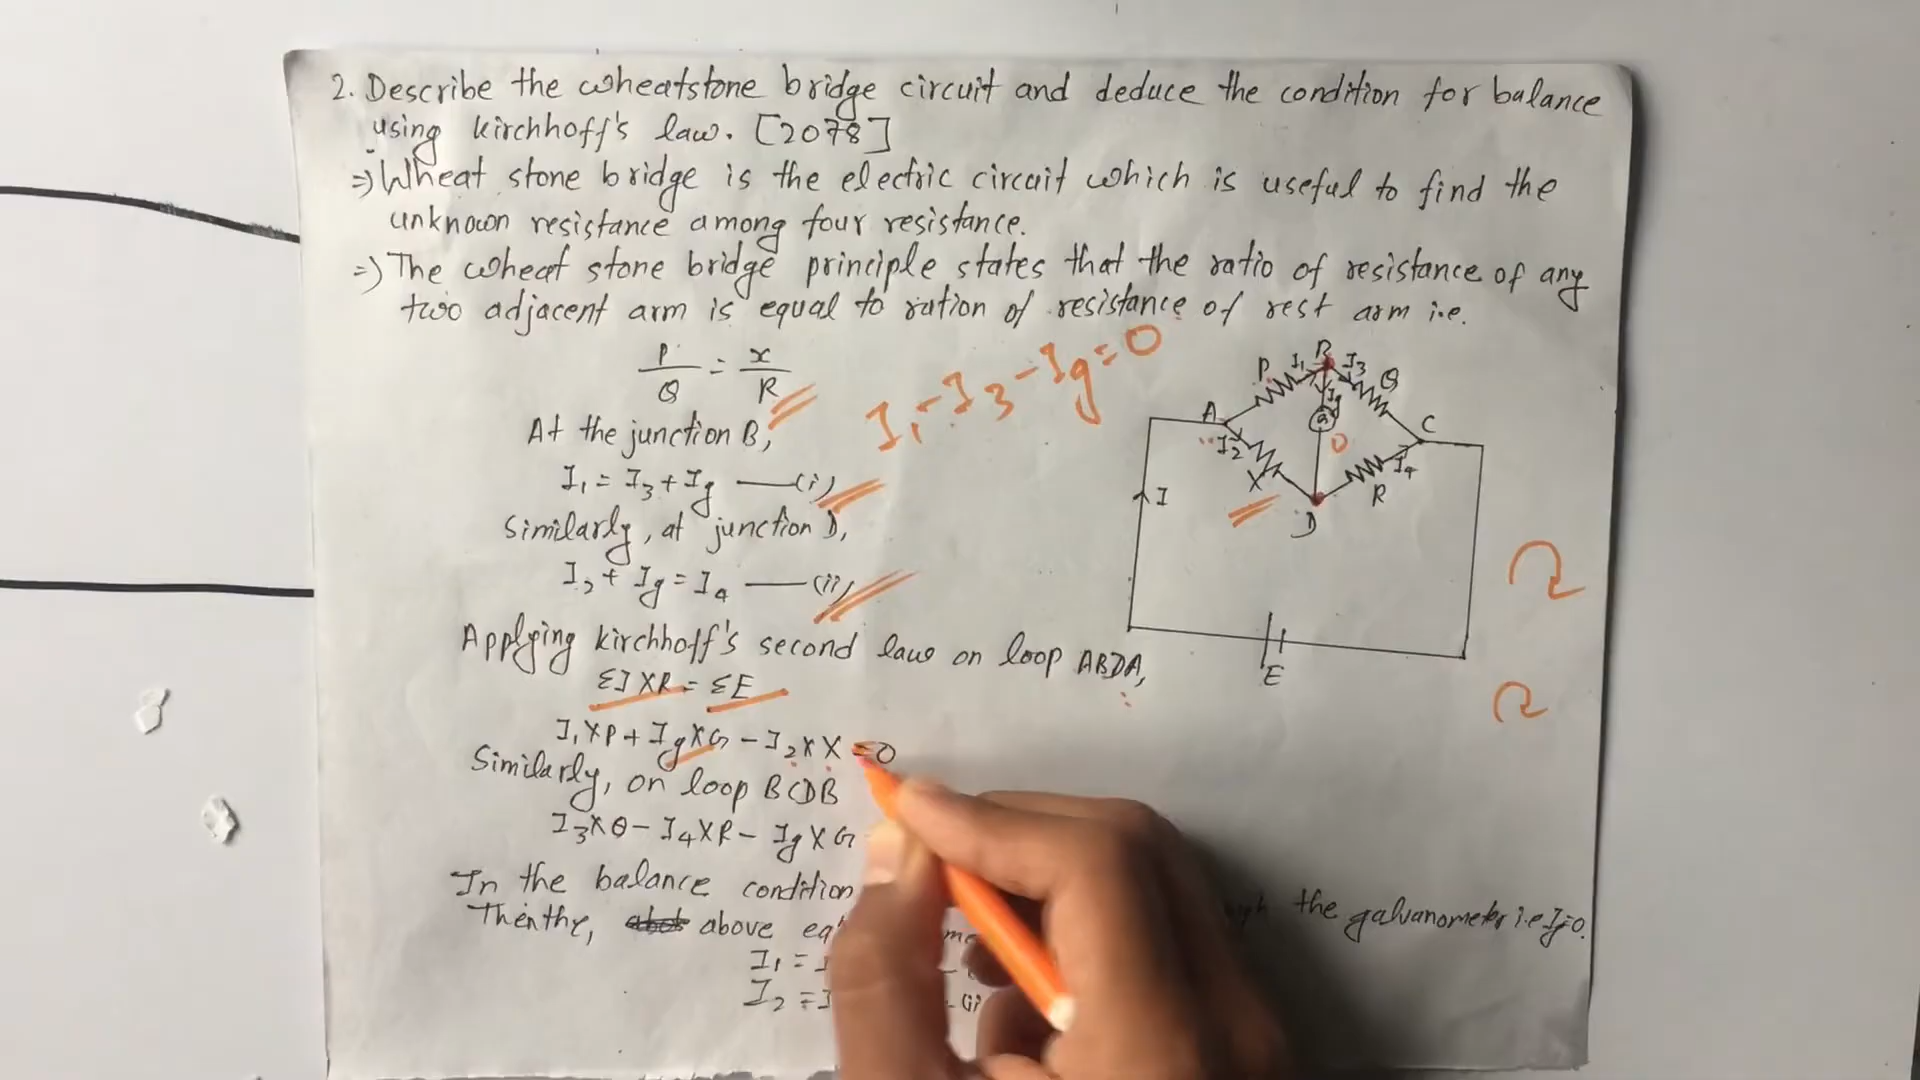 2. Describe the wheatstone bridge circuit and deduce the condition for balance
using kirchhoff's law. [2078]
=> Wheat stone bridge is the electric circuit which is useful to find the
unknown resistance among four resistance.
=> The wheat stone bridge principle states that the ratio of resistance of any
two adjacent arm is equal to ration of resistance of rest arm i.e.
P/Q = x/R
I₁ - I₃ - Ig = 0
At the junction B,
I₁ = I₃ + Ig —— (i)
Similarly, at junction D,
I₂ + Ig = I₄ —— (ii)
Applying kirchhoff's second law on loop ABDA,
ΣI X R = ΣE
I₁ X P + Ig X G - I₂ X X = 0
Similarly, on loop BCDB
I₃ X Q - I₄ X R - Ig X G
In the balance condition
the galvanometer i.e Ig=0.
above
I₁ =
I₂ =
B
P I₁ I₃ Q
Ig
A G C
I₂ 0 I₄
X R
I D
E